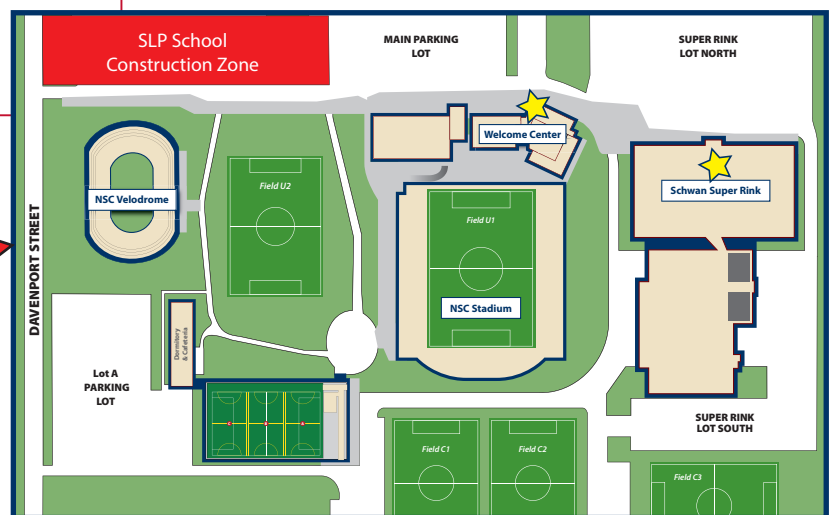 SLP School
Construction Zone
MAIN PARKING
LOT
SUPER RINK
LOT NORTH
Welcome Center
Schwan Super Rink
NSC Velodrome
Field U2
Field U1
NSC Stadium
DAVENPORT STREET
Dormitory
& Cafeteria
Lot A
PARKING
LOT
SUPER RINK
LOT SOUTH
Field C1
Field C2
Field C3